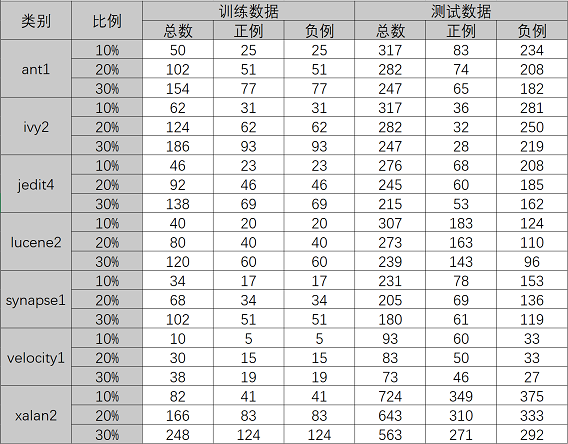 类别 比例 训练数据 测试数据
总数 正例 负例 总数 正例 负例
ant1 10% 50 25 25 317 83 234
20% 102 51 51 282 74 208
30% 154 77 77 247 65 182
ivy2 10% 62 31 31 317 36 281
20% 124 62 62 282 32 250
30% 186 93 93 247 28 219
jedit4 10% 46 23 23 276 68 208
20% 92 46 46 245 60 185
30% 138 69 69 215 53 162
lucene2 10% 40 20 20 307 183 124
20% 80 40 40 273 163 110
30% 120 60 60 239 143 96
synapse1 10% 34 17 17 231 78 153
20% 68 34 34 205 69 136
30% 102 51 51 180 61 119
velocity1 10% 10 5 5 93 60 33
20% 30 15 15 83 50 33
30% 38 19 19 73 46 27
xalan2 10% 82 41 41 724 349 375
20% 166 83 83 643 310 333
30% 248 124 124 563 271 292